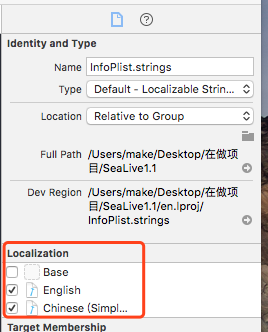 Identity and Type
Name InfoPlist.strings
Type Default - Localizable Strin...
Location Relative to Group
Full Path /Users/make/Desktop/在做项
目/SeaLive1.1
Dev Region /Users/make/Desktop/在做项
目/SeaLive1.1/en.lproj/
InfoPlist.strings
Localization
Base
English
Chinese (Simpl...
Target Membership